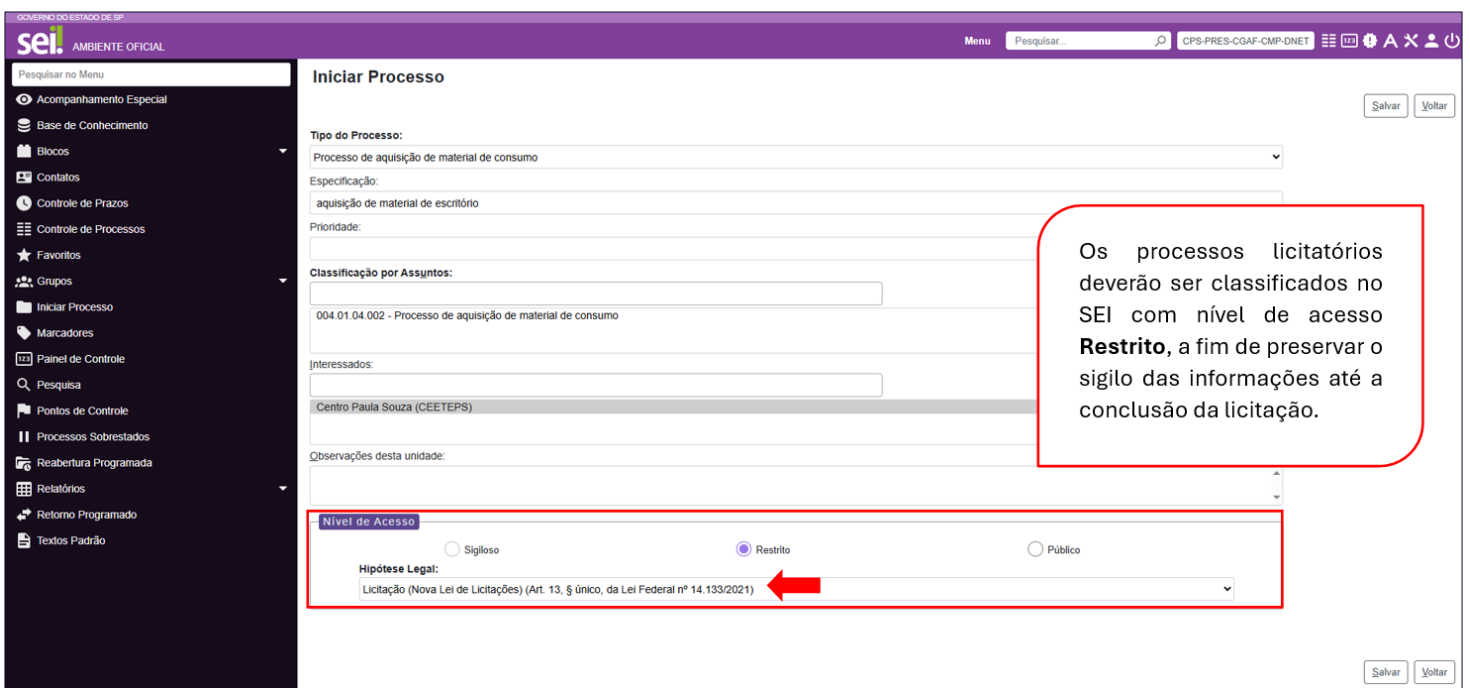 GOVERNO DO ESTADO DE SP
sei! AMBIENTE OFICIAL
Menu
Pesquisar...
CPS-PRES-CGAF-CMP-DNET
123
A
Pesquisar no Menu
Acompanhamento Especial
Base de Conhecimento
Blocos
Contatos
Controle de Prazos
Controle de Processos
Favoritos
Grupos
Iniciar Processo
Marcadores
123 Painel de Controle
Pesquisa
Pontos de Controle
Processos Sobrestados
Reabertura Programada
Relatórios
Retorno Programado
Textos Padrão
Iniciar Processo
Salvar Voltar
Tipo do Processo:
Processo de aquisição de material de consumo
Especificação:
aquisição de material de escritório
Prioridade:
Classificação por Assuntos:
004.01.04.002 - Processo de aquisição de material de consumo
Interessados:
Centro Paula Souza (CEETEPS)
Observações desta unidade:
Os processos licitatórios
deverão ser classificados no
SEI com nível de acesso
Restrito, a fim de preservar o
sigilo das informações até a
conclusão da licitação.
Nível de Acesso
Sigiloso Restrito Público
Hipótese Legal:
Licitação (Nova Lei de Licitações) (Art. 13, § único, da Lei Federal nº 14.133/2021)
Salvar Voltar